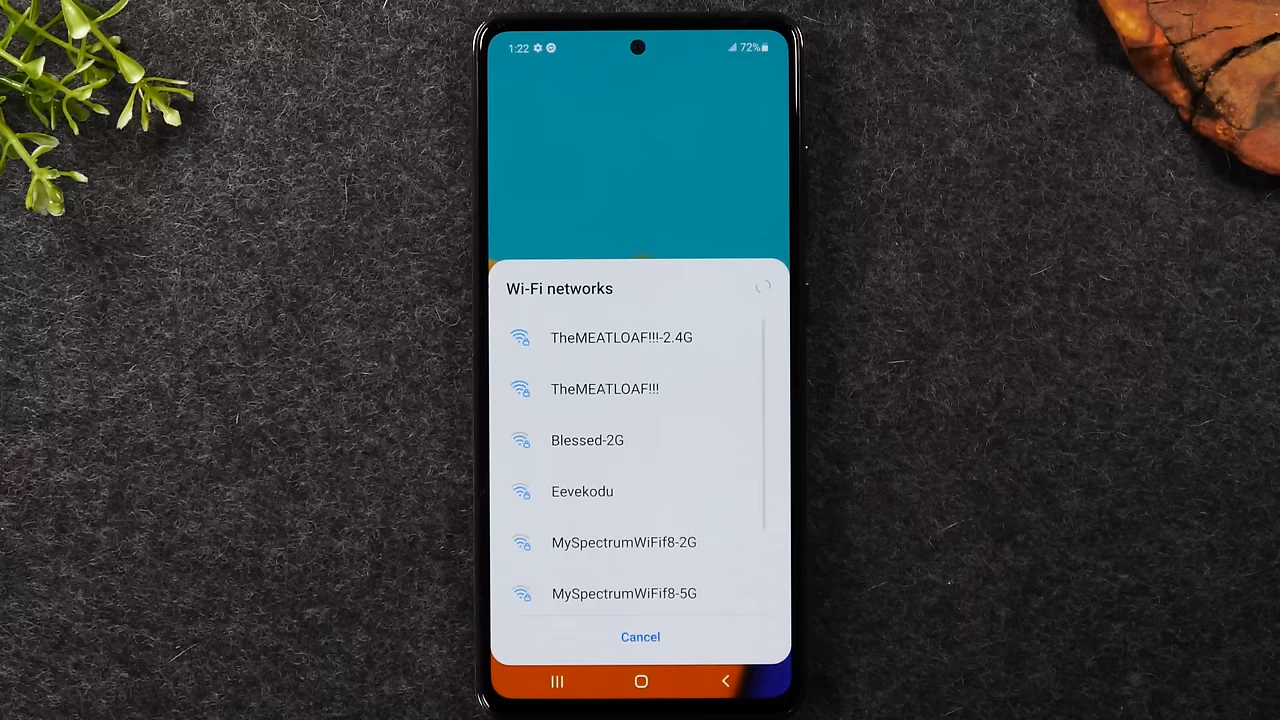 1:22 72%
Wi-Fi networks
TheMEATLOAF!!!-2.4G
TheMEATLOAF!!!
Blessed-2G
Eevekodu
MySpectrumWiFif8-2G
MySpectrumWiFif8-5G
Cancel